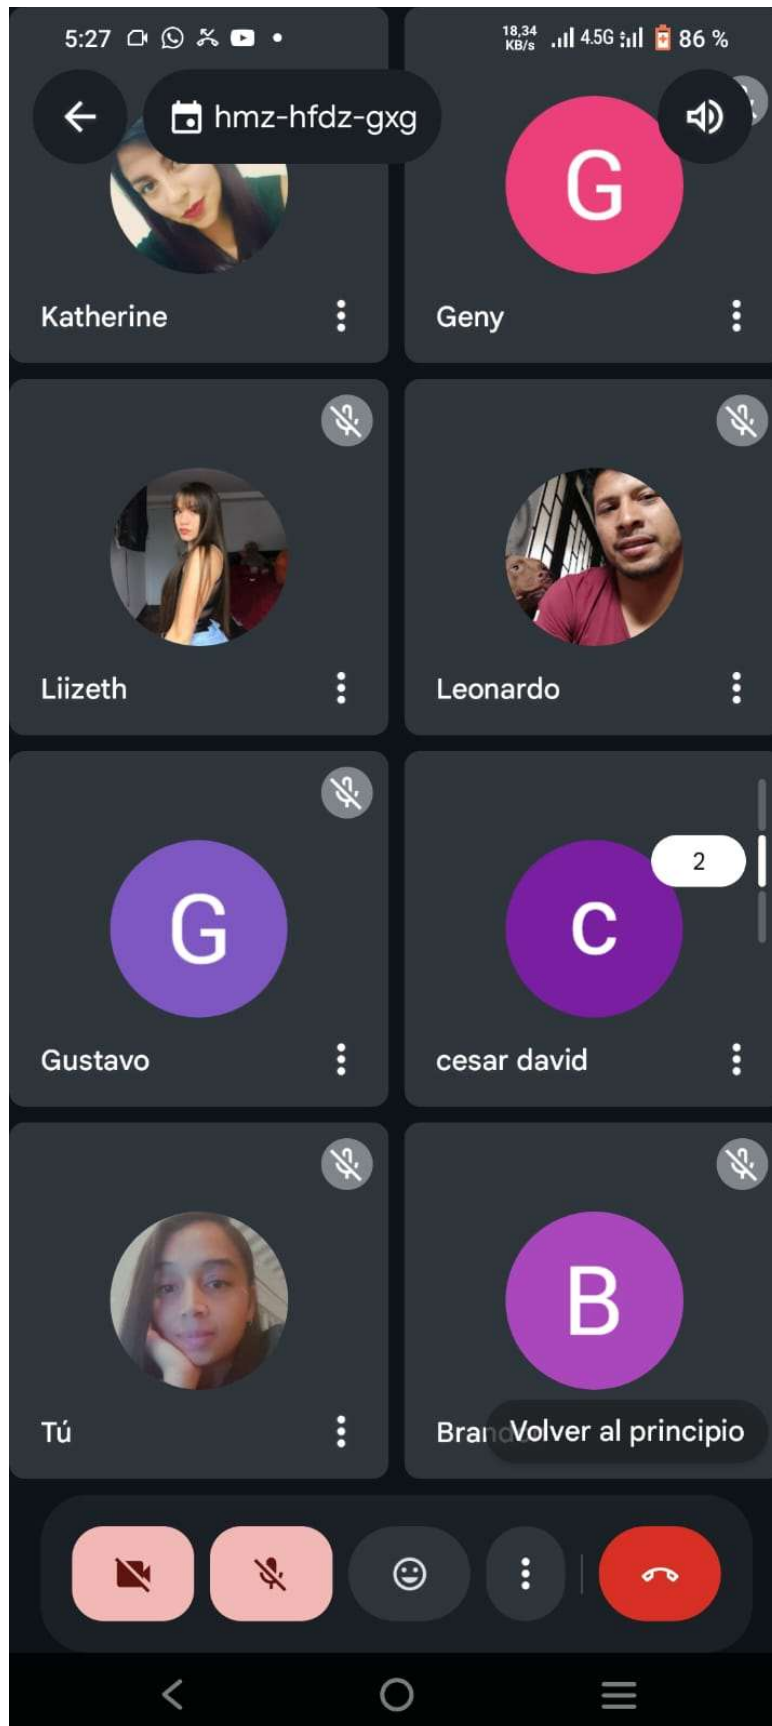 5:27 18,34 KB/s 4.5G 86 %
hmz-hfdz-gxg
G
Katherine Geny
Liizeth Leonardo
G C 2
Gustavo cesar david
B
Tú Brandon Volver al principio